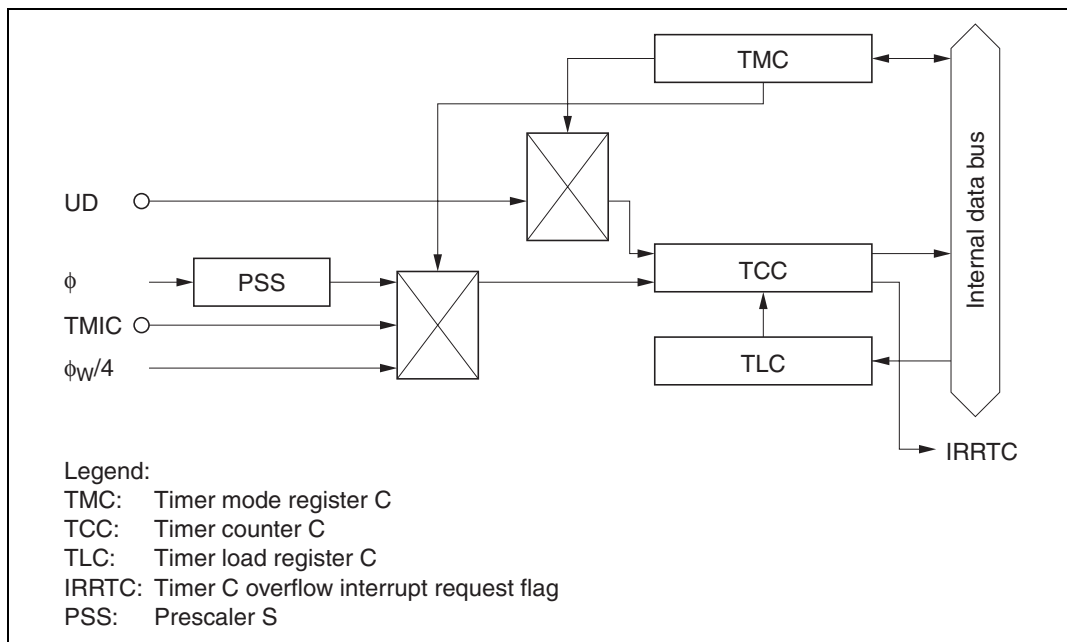 TMC
UD
TCC
φ
PSS
TMIC
φW/4
TLC
Internal data bus
IRRTC
Legend:
TMC: Timer mode register C
TCC: Timer counter C
TLC: Timer load register C
IRRTC: Timer C overflow interrupt request flag
PSS: Prescaler S